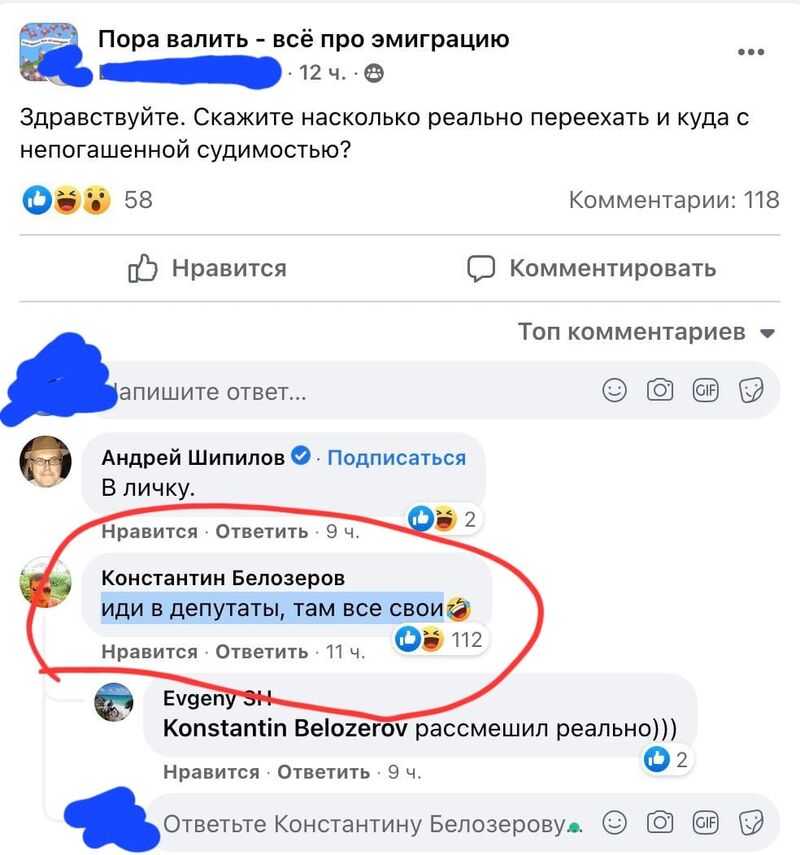 Пора валить - всё про эмиграцию
· 12 ч. ·
Здравствуйте. Скажите насколько реально переехать и куда с
непогашенной судимостью?
58
Комментарии: 118
Нравится
Комментировать
Топ комментариев
апишите ответ...
GIF
Андрей Шипилов · Подписаться
В личку.
Нравится · Ответить · 9 ч.
2
Константин Белозеров
иди в депутаты, там все свои🤣
Нравится · Ответить · 11 ч.
112
Evgeny SH
Konstantin Belozerov рассмешил реально)))
2
Нравится · Ответить · 9 ч.
Ответьте Константину Белозерову...
GIF